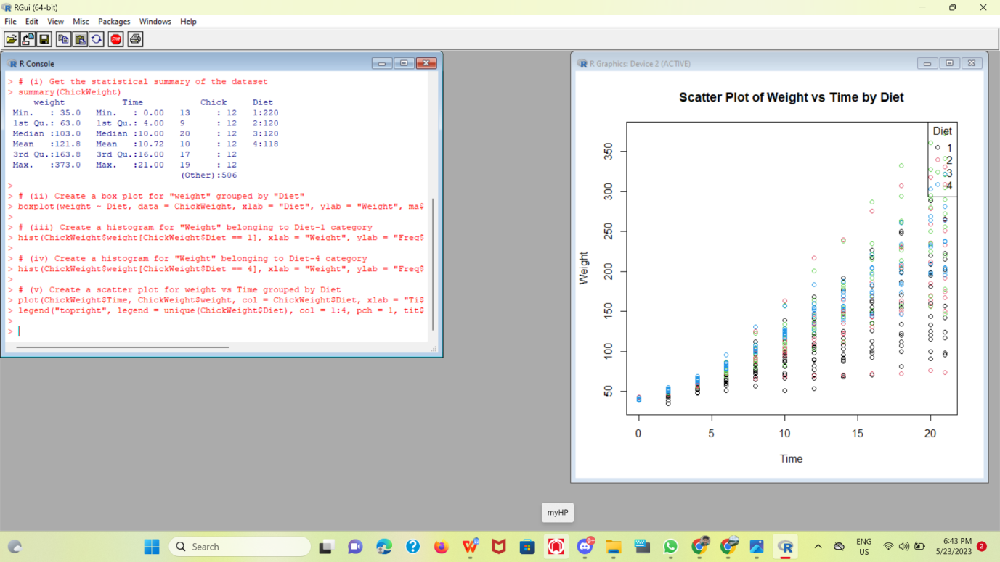 RGui (64-bit)
File Edit View Misc Packages Windows Help
STOP
R Console
> # (i) Get the statistical summary of the dataset
> summary(ChickWeight)
     weight           Time           Chick     Diet
 Min.   : 35.0   Min.   : 0.00   13     : 12   1:220
 1st Qu.: 63.0   1st Qu.: 4.00   9      : 12   2:120
 Median :103.0   Median :10.00   20     : 12   3:120
 Mean   :121.8   Mean   :10.72   10     : 12   4:118
 3rd Qu.:163.8   3rd Qu.:16.00   17     : 12
 Max.   :373.0   Max.   :21.00   19     : 12
                                 (Other):506
>
> # (ii) Create a box plot for "weight" grouped by "Diet"
> boxplot(weight ~ Diet, data = ChickWeight, xlab = "Diet", ylab = "Weight", ma$
>
> # (iii) Create a histogram for "Weight" belonging to Diet-1 category
> hist(ChickWeight$weight[ChickWeight$Diet == 1], xlab = "Weight", ylab = "Freq$
>
> # (iv) Create a histogram for "Weight" belonging to Diet-4 category
> hist(ChickWeight$weight[ChickWeight$Diet == 4], xlab = "Weight", ylab = "Freq$
>
> # (v) Create a scatter plot for weight vs Time grouped by Diet
> plot(ChickWeight$Time, ChickWeight$weight, col = ChickWeight$Diet, xlab = "Ti$
> legend("topright", legend = unique(ChickWeight$Diet), col = 1:4, pch = 1, tit$
>
>
R Graphics: Device 2 (ACTIVE)
Scatter Plot of Weight vs Time by Diet
Diet
1
2
3
4
350
300
250
200
150
100
50
Weight
0 5 10 15 20
Time
myHP
Search
9+
ENG
US
6:43 PM
5/23/2023
2